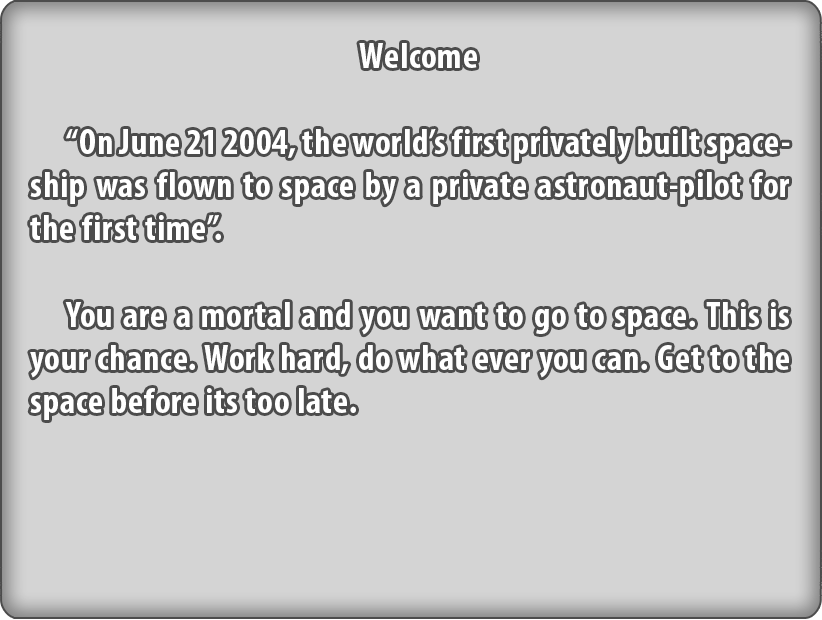 Welcome
“On June 21 2004, the world’s first privately built space-
ship was flown to space by a private astronaut-pilot for
the first time”.
You are a mortal and you want to go to space. This is
your chance. Work hard, do what ever you can. Get to the
space before its too late.